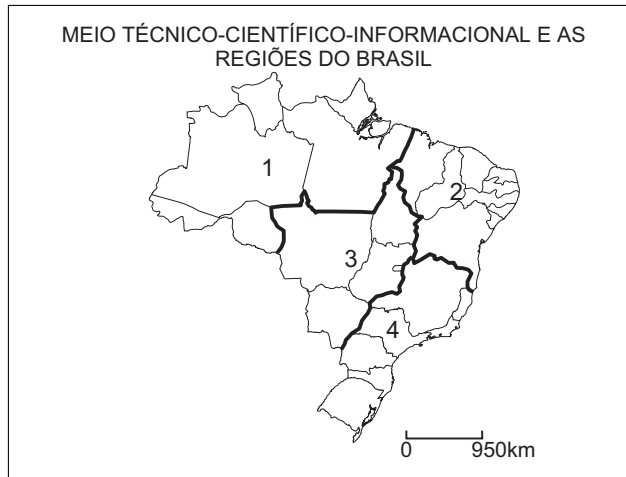 MEIO TÉCNICO-CIENTÍFICO-INFORMACIONAL E AS
REGIÕES DO BRASIL
1
2
3
4
0 950km